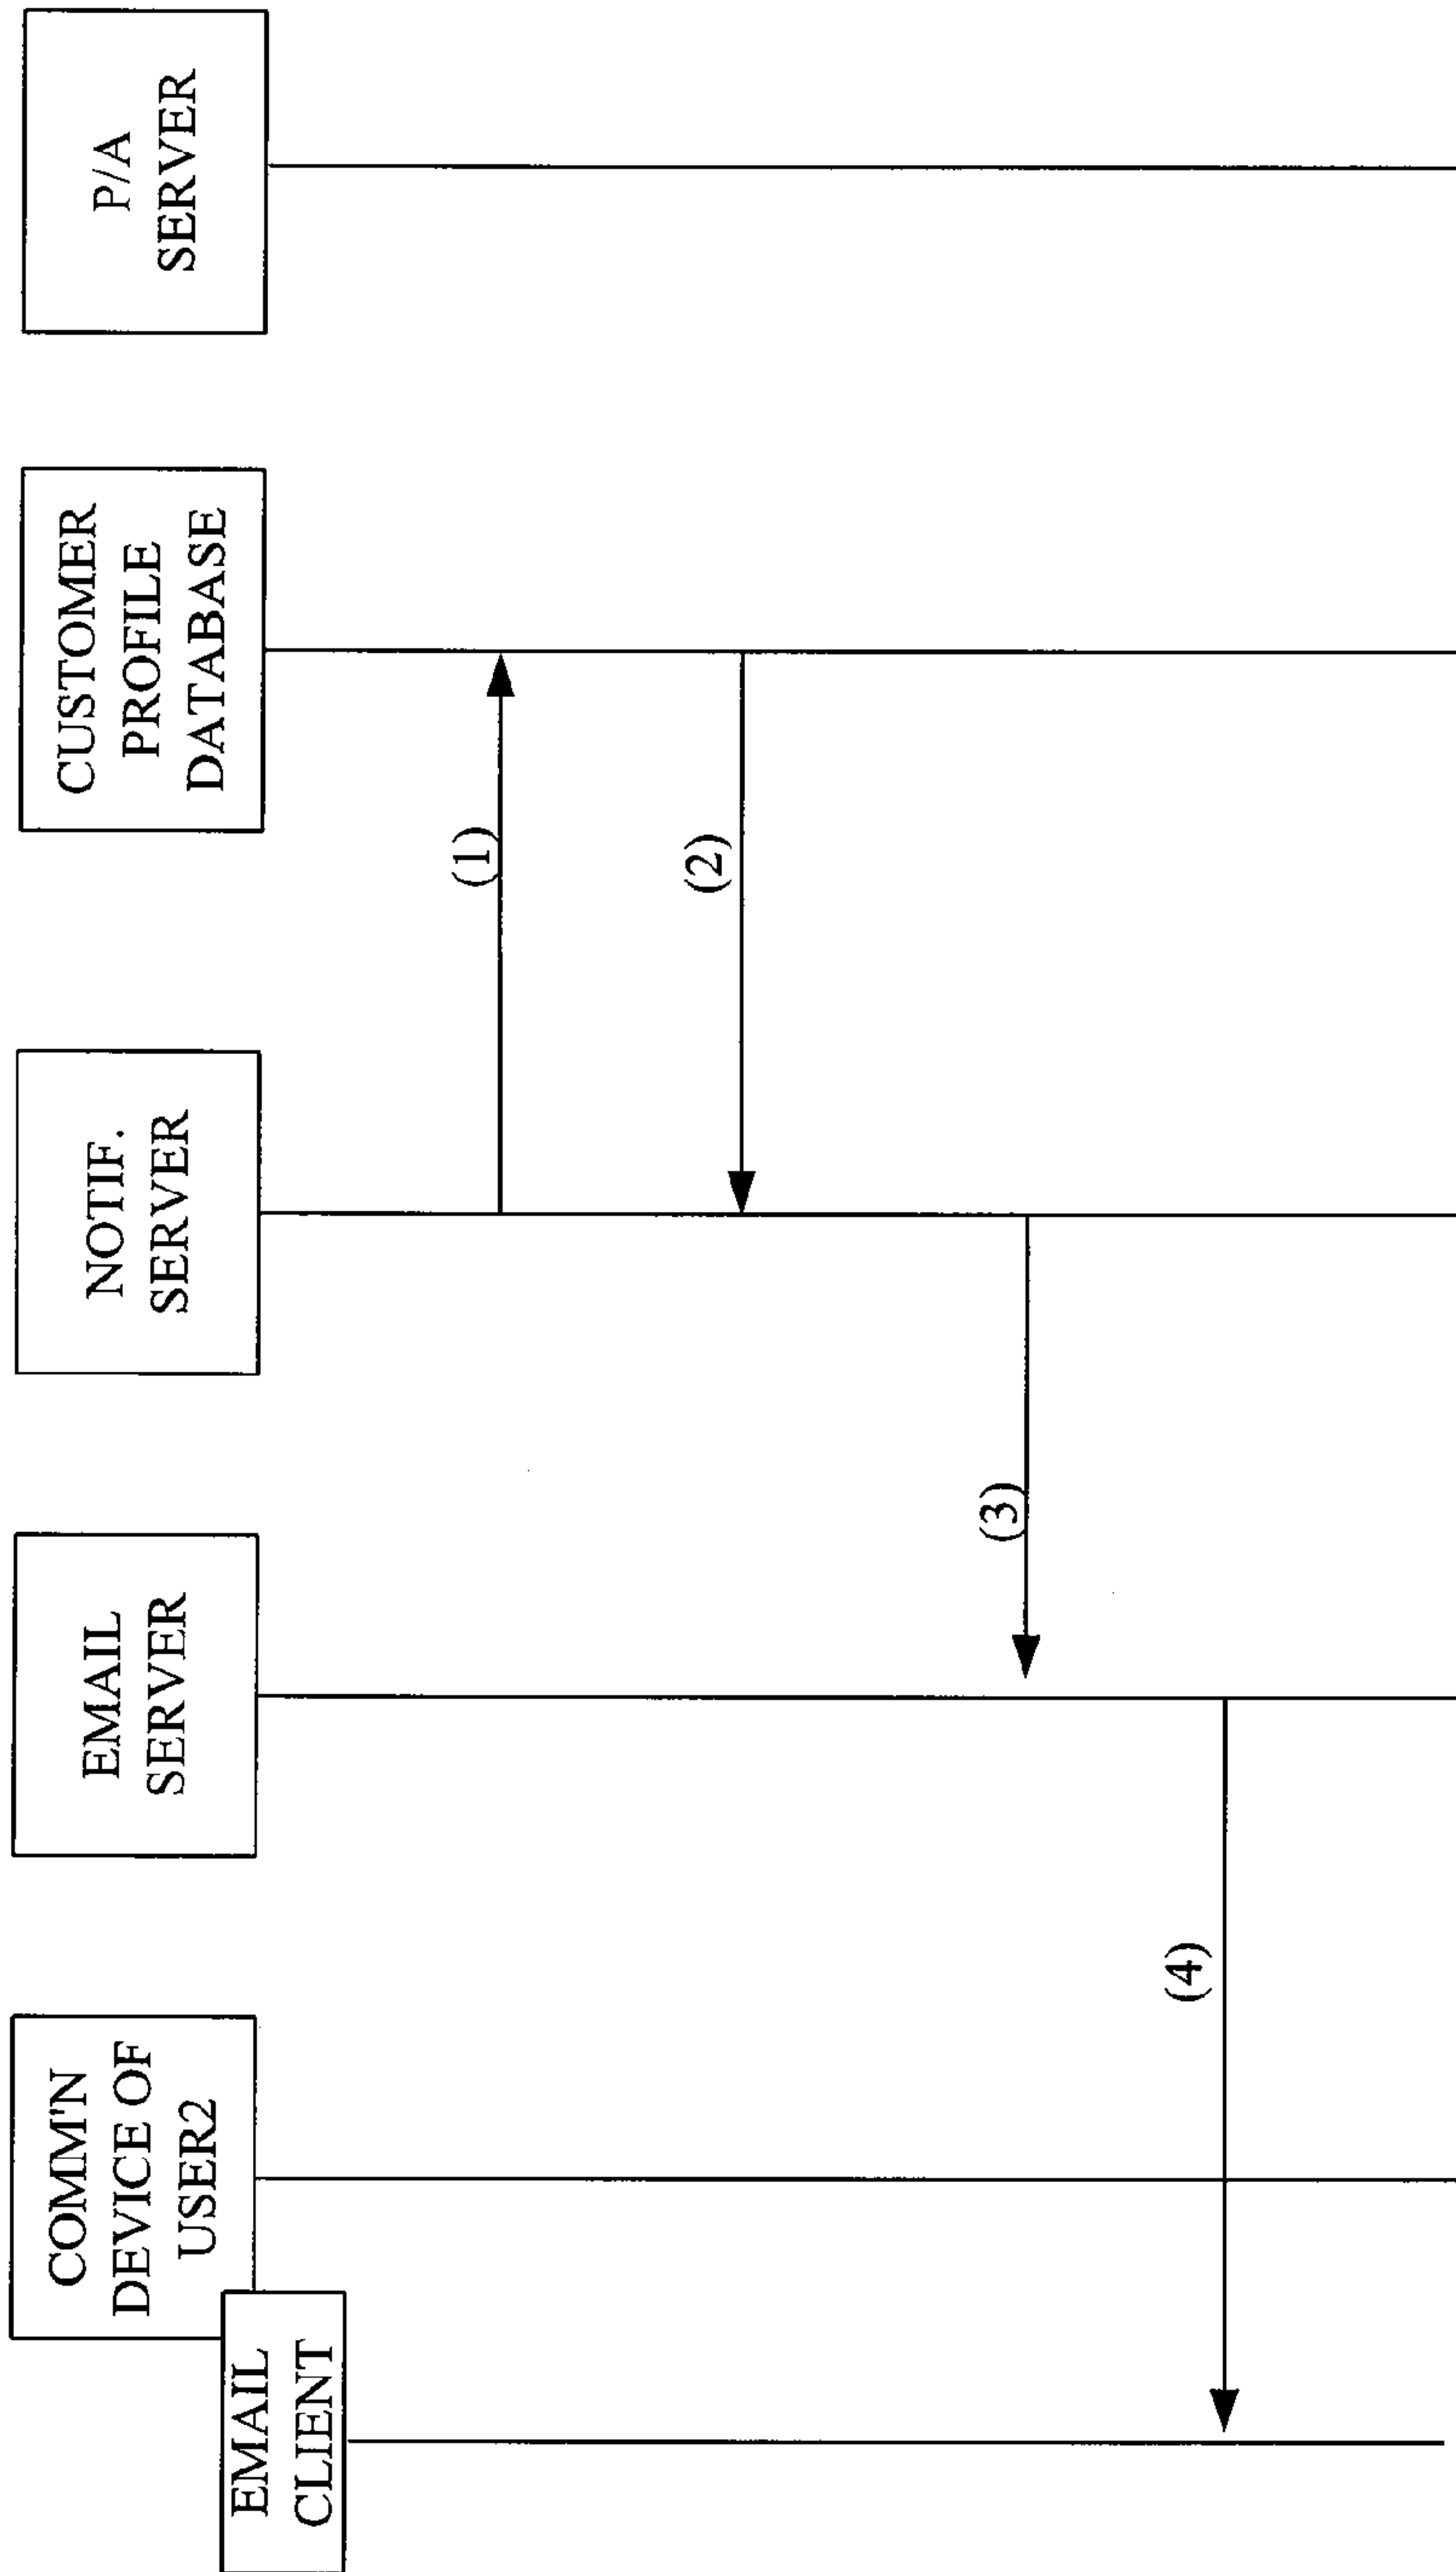 EMAIL
CLIENT
COMM'N
DEVICE OF
USER2
EMAIL
SERVER
NOTIF.
SERVER
CUSTOMER
PROFILE
DATABASE
P/A
SERVER
(1)
(2)
(3)
(4)